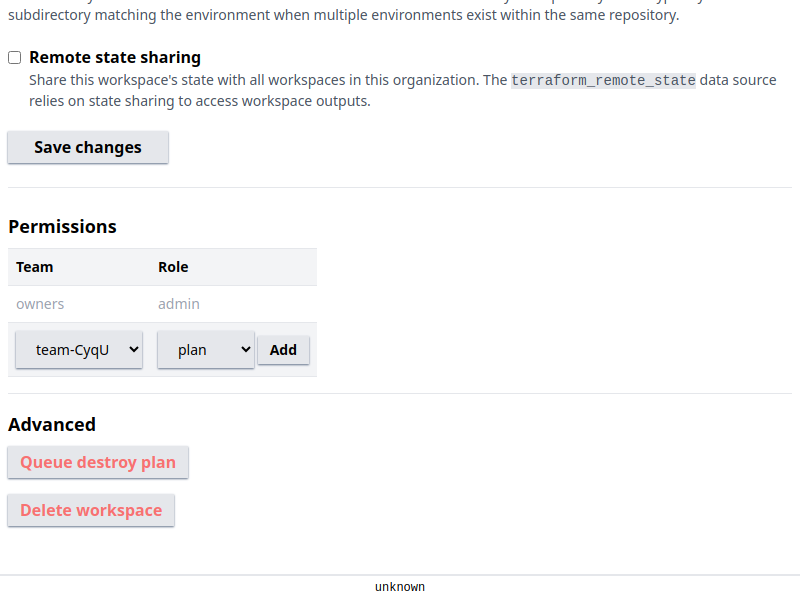 subdirectory matching the environment when multiple environments exist within the same repository.
Remote state sharing
Share this workspace's state with all workspaces in this organization. The terraform_remote_state data source
relies on state sharing to access workspace outputs.
Save changes
Permissions
Team Role
owners admin
team-CyqU plan Add
Advanced
Queue destroy plan
Delete workspace
unknown